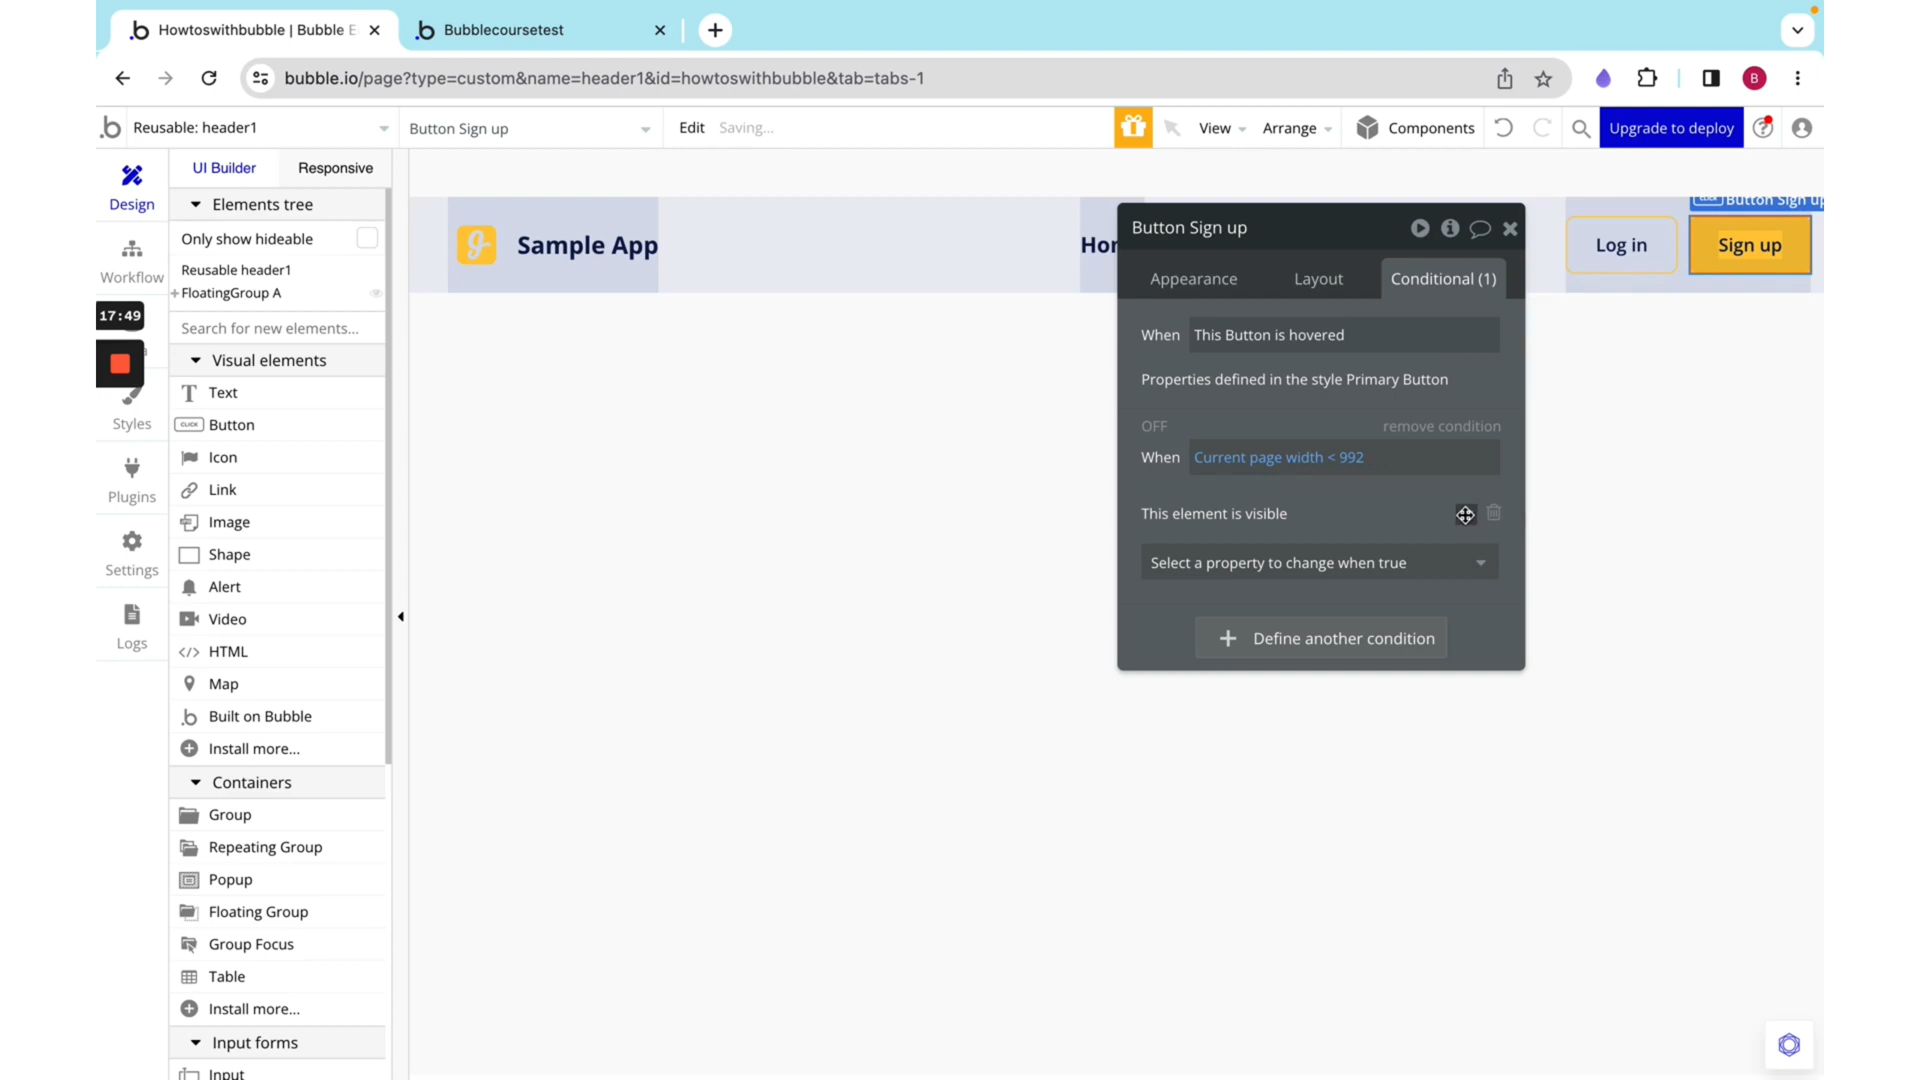 Howtoswithbubble | Bubble E
Bubblecoursetest
bubble.io/page?type=custom&name=header1&id=howtoswithbubble&tab=tabs-1
B
Reusable: header1
Button Sign up
Edit
Saving...
View
Arrange
Components
Upgrade to deploy
Design
Workflow
17:49
Styles
Plugins
Settings
Logs
UI Builder
Responsive
Elements tree
Only show hideable
Reusable header1
+FloatingGroup A
Search for new elements...
Visual elements
Text
CLICK
Button
Icon
Link
Image
Shape
Alert
Video
HTML
Map
Built on Bubble
Install more...
Containers
Group
Repeating Group
Popup
Floating Group
Group Focus
Table
Install more...
Input forms
Input
Sample App
Hor
Log in
Button Sign up
Sign up
Button Sign up
Appearance
Layout
Conditional (1)
When
This Button is hovered
Properties defined in the style Primary Button
OFF
remove condition
When
Current page width < 992
This element is visible
Select a property to change when true
Define another condition